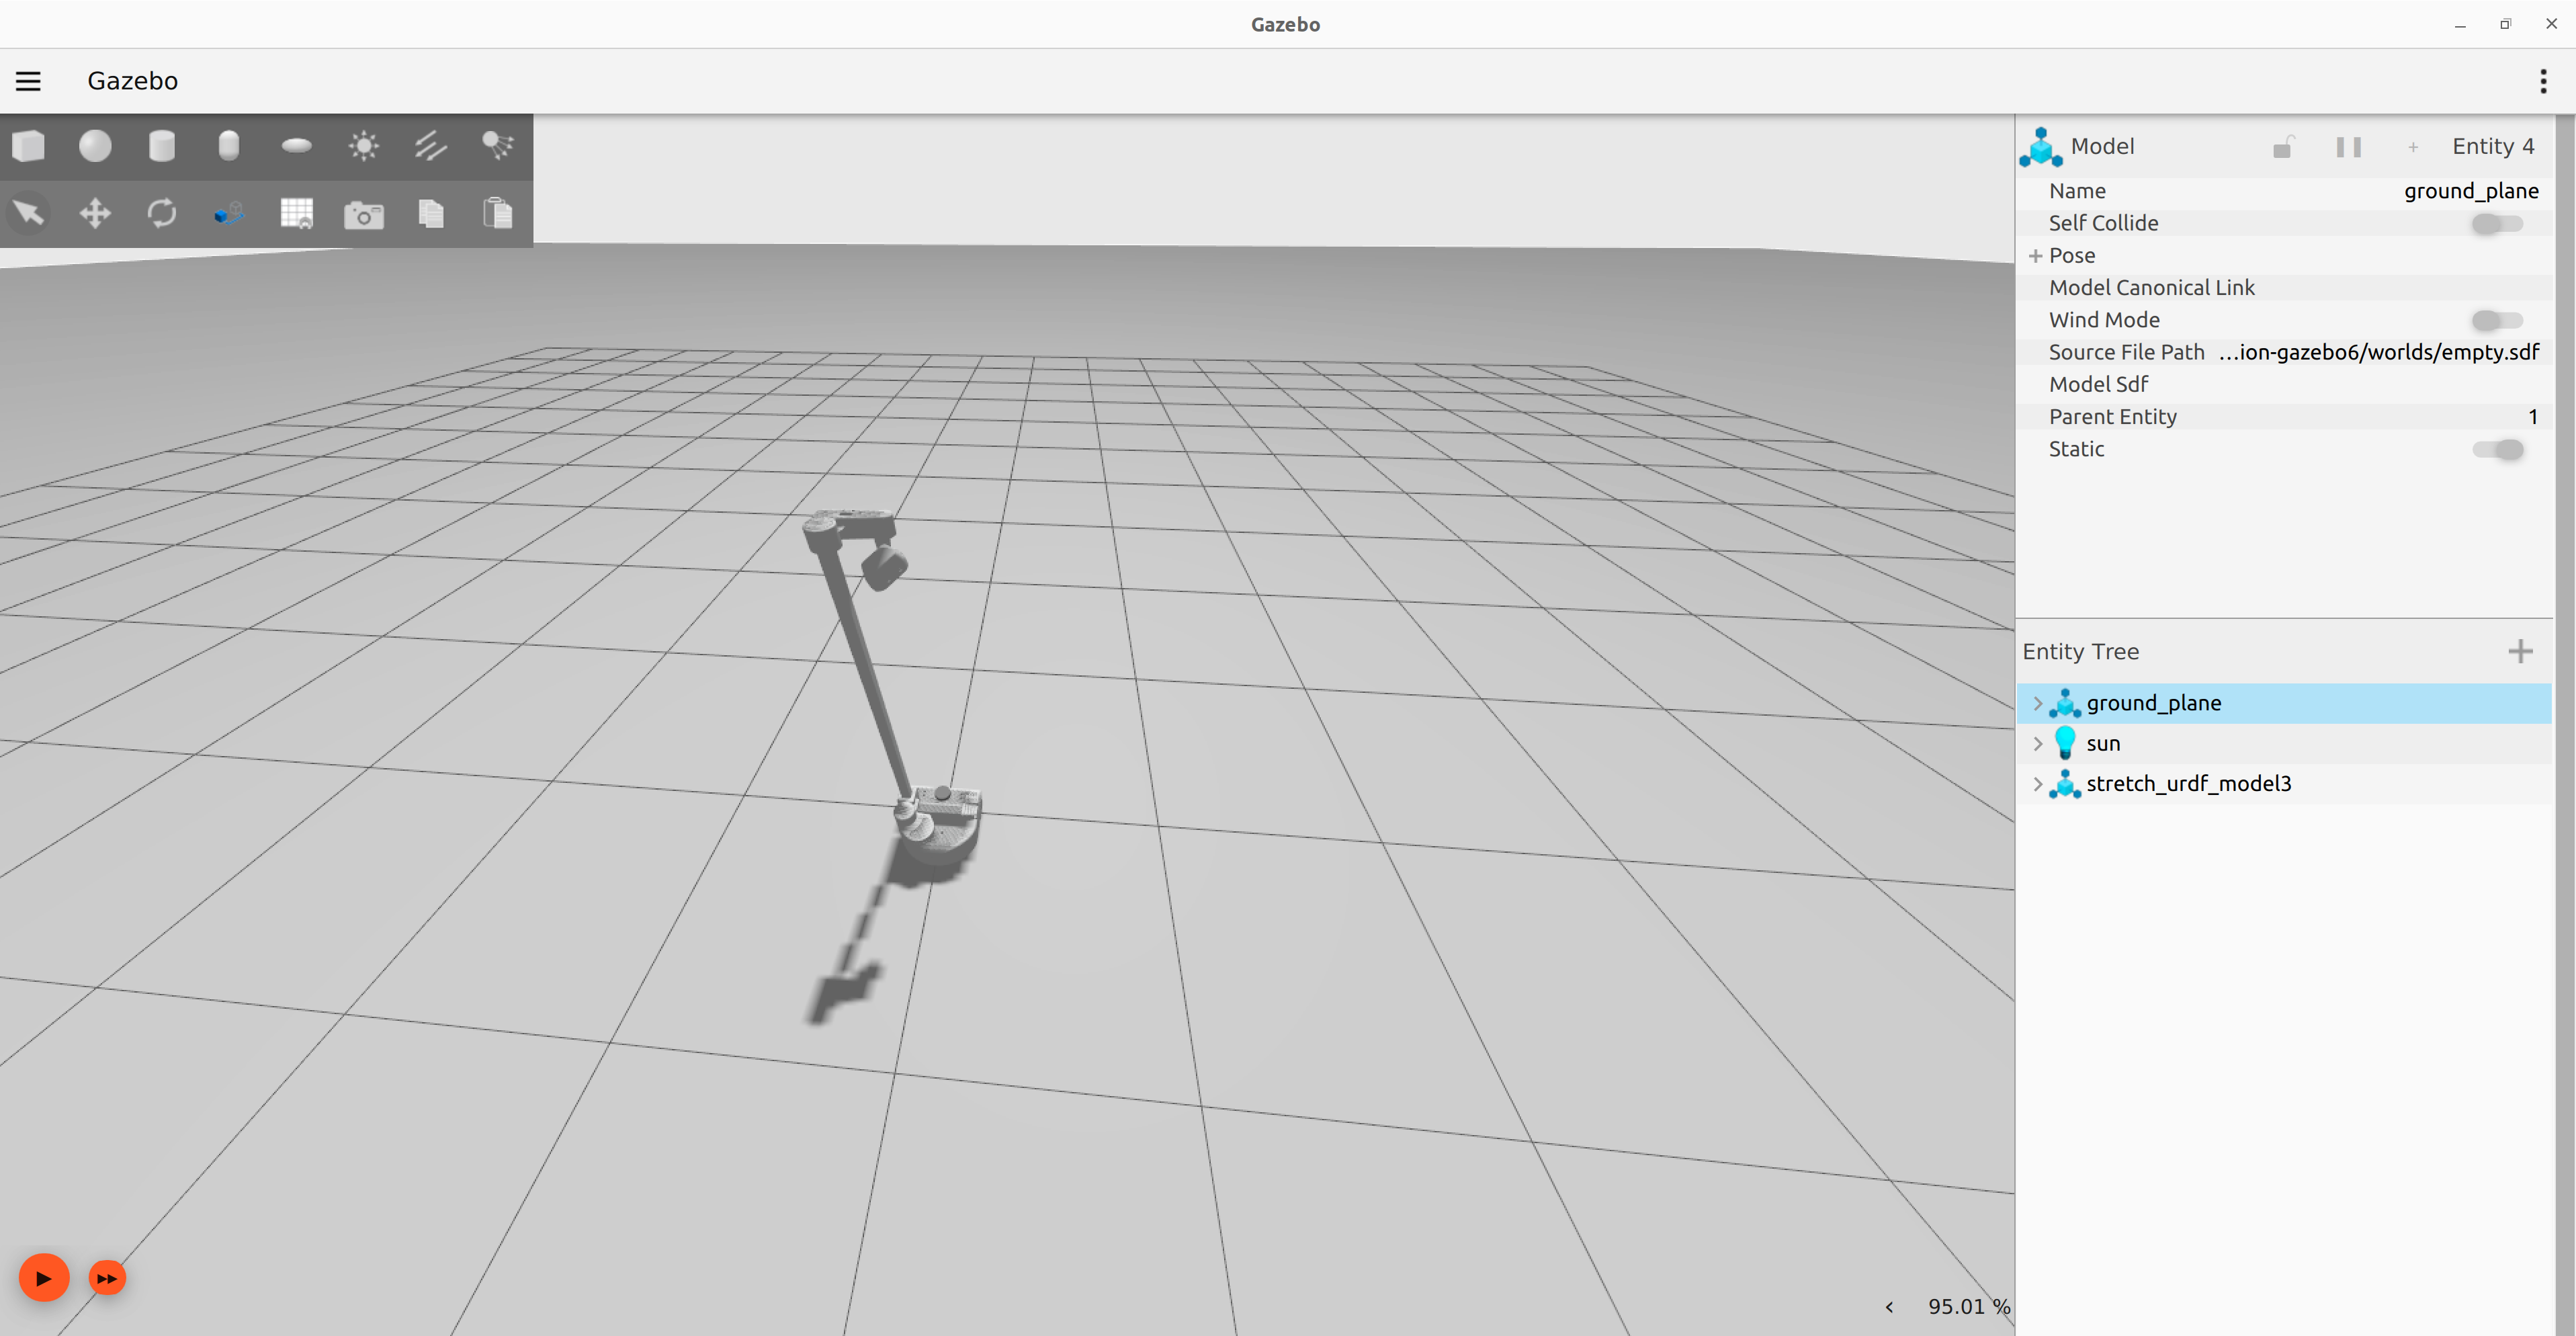 Gazebo
Gazebo
Model Entity 4
Name ground_plane
Self Collide
Pose
Model Canonical Link
Wind Mode
Source File Path ...ion-gazebo6/worlds/empty.sdf
Model Sdf
Parent Entity 1
Static
Entity Tree
ground_plane
sun
stretch_urdf_model3
95.01 %